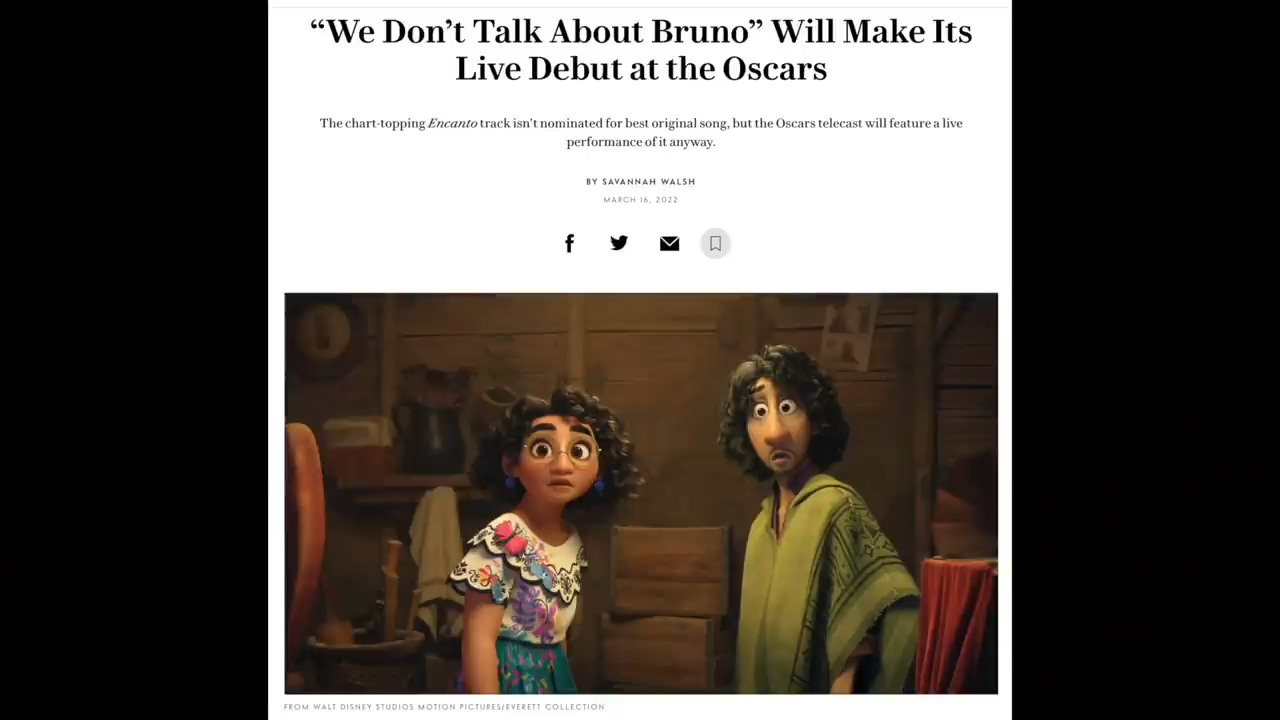 “We Don’t Talk About Bruno” Will Make Its
Live Debut at the Oscars
The chart-topping Encanto track isn’t nominated for best original song, but the Oscars telecast will feature a live
performance of it anyway.
BY SAVANNAH WALSH
MARCH 16, 2022
FROM WALT DISNEY STUDIOS MOTION PICTURES/EVERETT COLLECTION